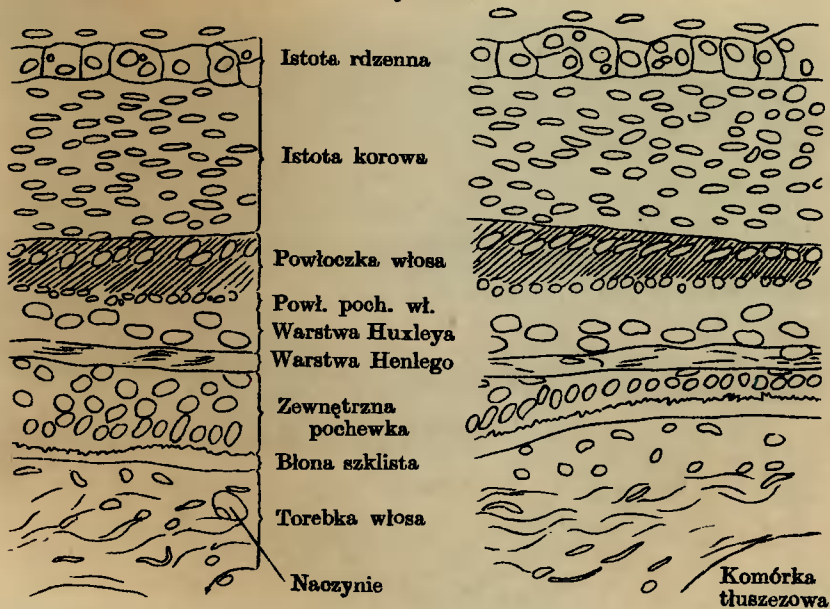 Istota rdzenna
Istota korowa
Powłoczka włosa
Powł. poch. wł.
Warstwa Huxleya
Warstwa Henlego
Zewnętrzna
pochewka
Błona szklista
Torebka włosa
Naczynie
Komórka
tłuszezowa